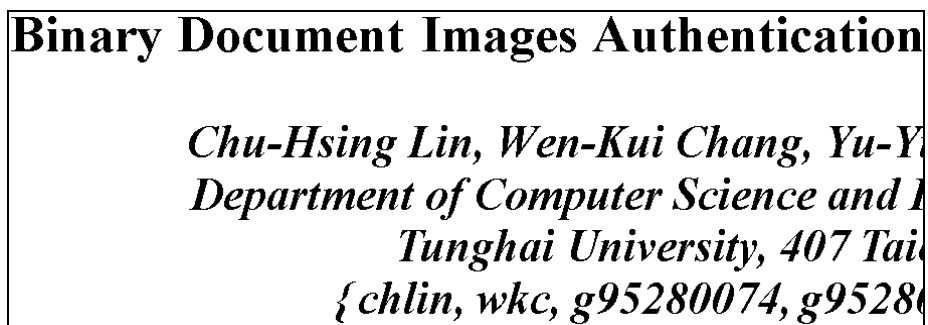 Binary Document Images Authentication
Chu-Hsing Lin, Wen-Kui Chang, Yu-Y
Department of Computer Science and
Tunghai University, 407
{chlin, wkc, g95280074,